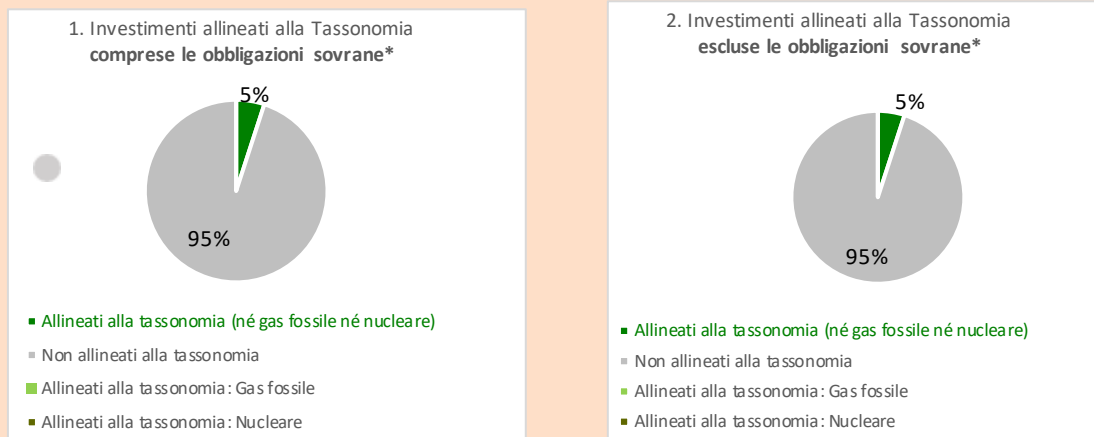 1. Investimenti allineati alla Tassonomia
comprese le obbligazioni sovrane*
5%
95%
Allineati alla tassonomia (né gas fossile né nucleare)
Non allineati alla tassonomia
Allineati alla tassonomia: Gas fossile
Allineati alla tassonomia: Nucleare
2. Investimenti allineati alla Tassonomia
escluse le obbligazioni sovrane*
5%
95%
Allineati alla tassonomia (né gas fossile né nucleare)
Non allineati alla tassonomia
Allineati alla tassonomia: Gas fossile
Allineati alla tassonomia: Nucleare